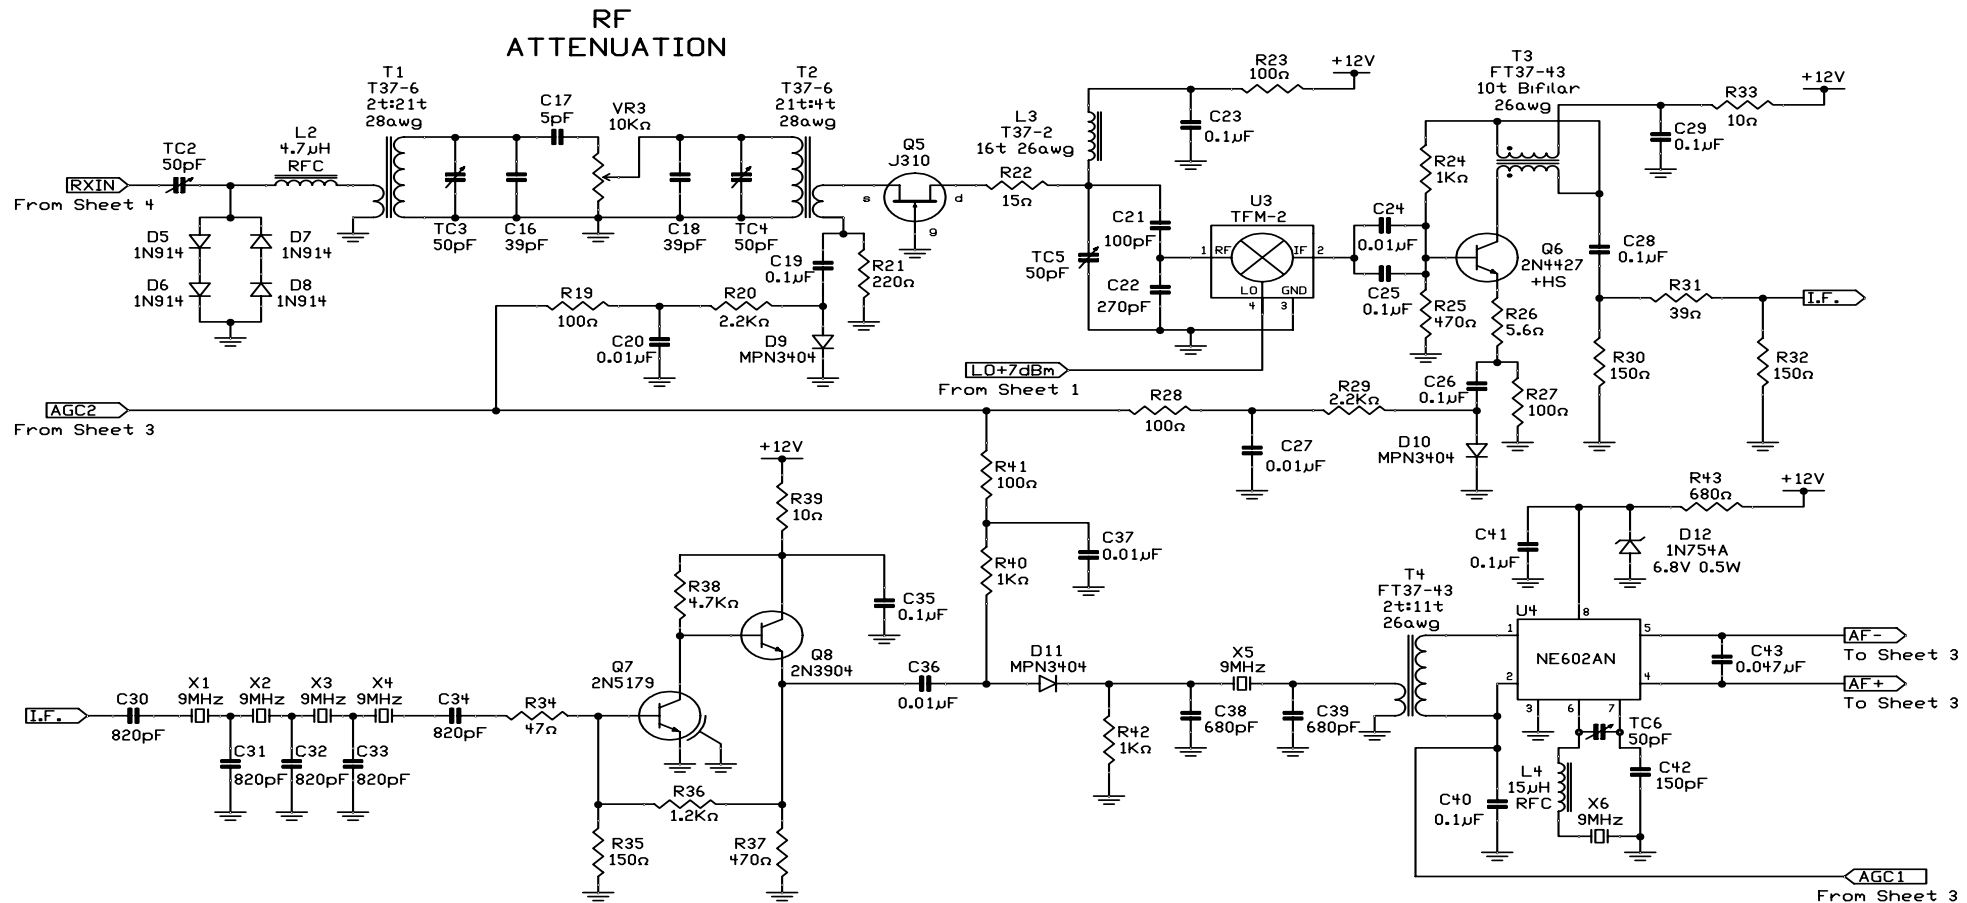 RF
ATTENUATION
T1
T37-6
2t:21t
28awg
C17
5pF
VR3
10KΩ
T2
T37-6
21t:4t
28awg
L2
4.7µH
RFC
TC2
50pF
RXIN
From Sheet 4
D5
1N914
D7
1N914
D6
1N914
D8
1N914
TC3
50pF
C16
39pF
C18
39pF
TC4
50pF
Q5
J310
s
d
g
C19
0.1µF
R21
220Ω
R19
100Ω
R20
2.2KΩ
C20
0.01µF
D9
MPN3404
AGC2
From Sheet 3
R22
15Ω
L3
T37-2
16t 26awg
R23
100Ω
+12V
C23
0.1µF
TC5
50pF
C21
100pF
C22
270pF
U3
TFM-2
1
RF
IF
2
LO
GND
4
3
LO+7dBm
From Sheet 1
C24
0.01µF
C25
0.1µF
R24
1KΩ
R25
470Ω
T3
FT37-43
10t Bifilar
26awg
Q6
2N4427
+HS
R26
5.6Ω
C26
0.1µF
R27
100Ω
R28
100Ω
R29
2.2KΩ
C27
0.01µF
D10
MPN3404
C29
0.1µF
R33
10Ω
+12V
C28
0.1µF
R31
39Ω
I.F.
R30
150Ω
R32
150Ω
I.F.
C30
820pF
X1
9MHz
X2
9MHz
X3
9MHz
X4
9MHz
C31
820pF
C32
820pF
C33
820pF
C34
820pF
R34
47Ω
Q7
2N5179
R38
4.7KΩ
+12V
R39
10Ω
Q8
2N3904
C35
0.1µF
R36
1.2KΩ
R35
150Ω
R37
470Ω
C36
0.01µF
R41
100Ω
R40
1KΩ
C37
0.01µF
D11
MPN3404
R42
1KΩ
C38
680pF
X5
9MHz
C39
680pF
T4
FT37-43
2t:11t
26awg
C41
0.1µF
D12
1N754A
6.8V 0.5W
R43
680Ω
+12V
U4
NE602AN
1
2
3
6
7
8
5
4
AF-
To Sheet 3
C43
0.047µF
AF+
To Sheet 3
TC6
50pF
L4
15µH
RFC
C42
150pF
X6
9MHz
C40
0.1µF
AGC1
From Sheet 3